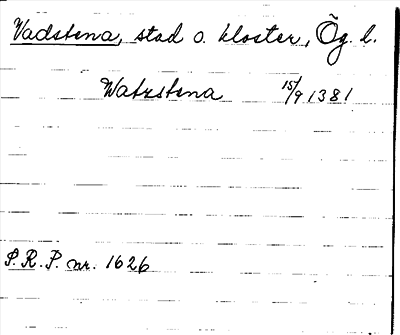 Vadstena, stad o. kloster, Ög. l.
Watzstena 15/9 1381
S.R.P. nr. 1626